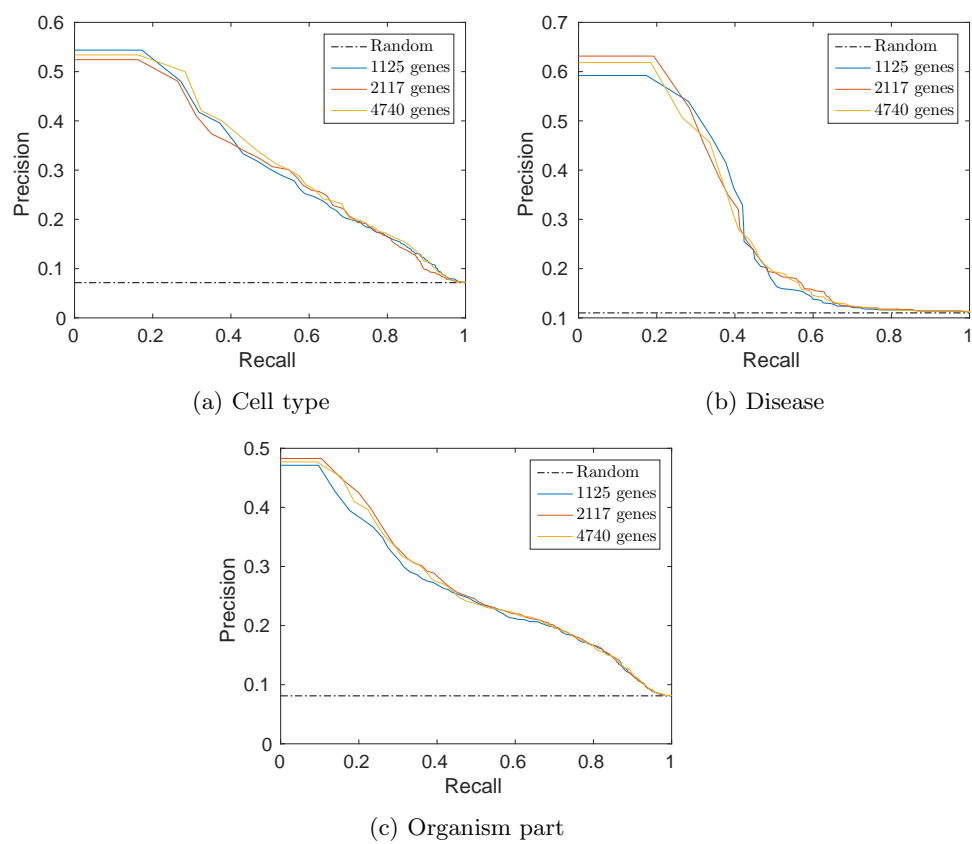 0.6
0.5
0.4
0.3
0.2
0.1
0
Precision
0 0.2 0.4 0.6 0.8 1
Recall
Random
1125 genes
2117 genes
4740 genes
(a) Cell type
0.7
0.6
0.5
0.4
0.3
0.2
0.1
Precision
0 0.2 0.4 0.6 0.8 1
Recall
Random
1125 genes
2117 genes
4740 genes
(b) Disease
0.5
0.4
0.3
0.2
0.1
0
Precision
0 0.2 0.4 0.6 0.8 1
Recall
Random
1125 genes
2117 genes
4740 genes
(c) Organism part